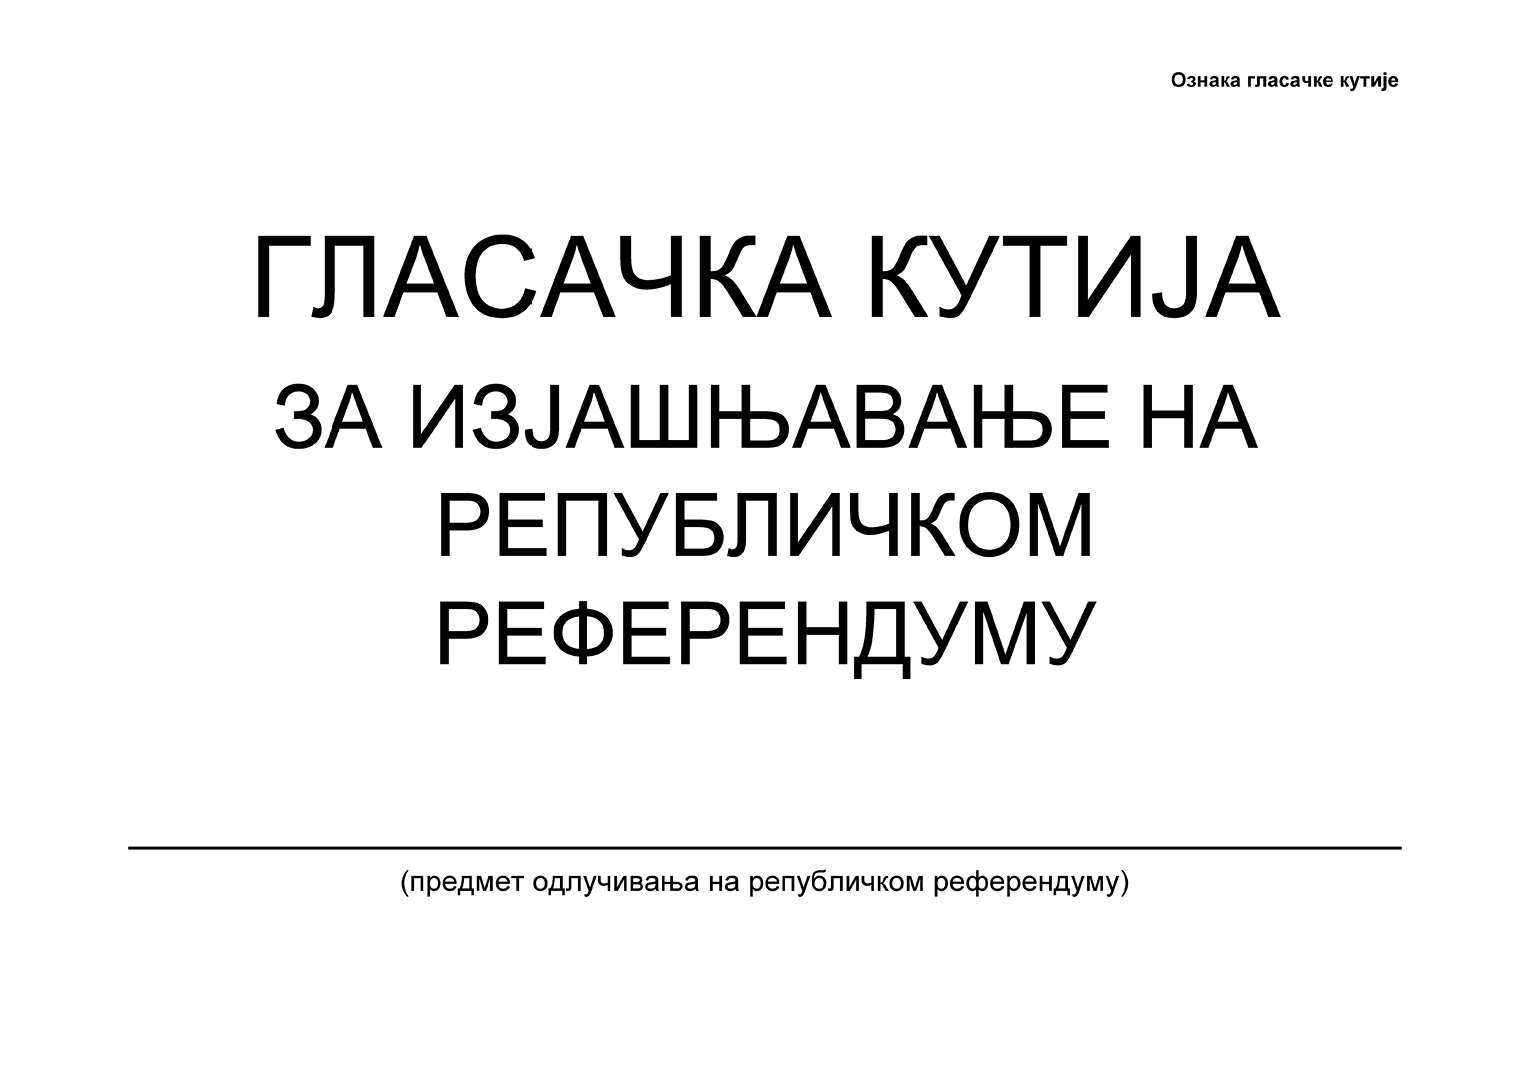 Ознака гласачке кутије
ГЛАСАЧКА КУТИЈА
ЗА ИЗЈАШЊАВАЊЕ НА
РЕПУБЛИЧКОМ
РЕФЕРЕНДУМУ
(предмет одлучивања на републичком референдуму)